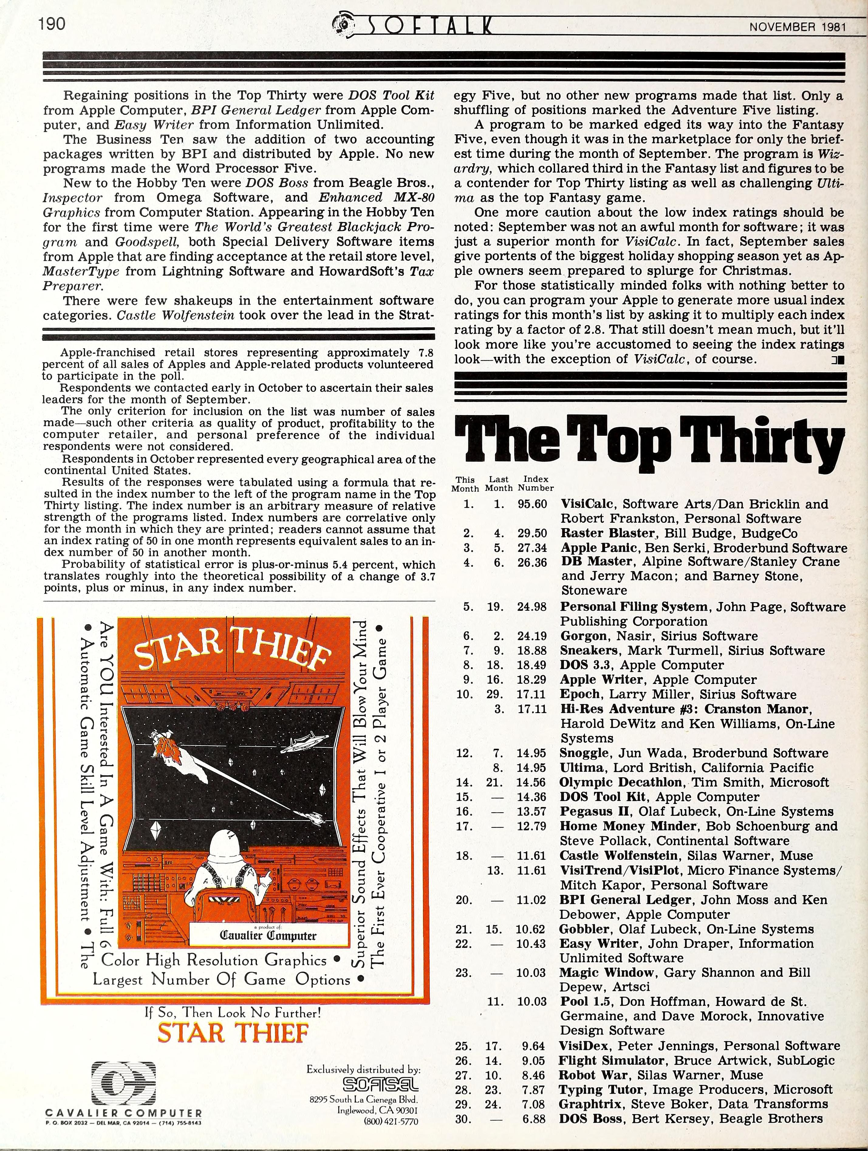 190
SOFTALK
NOVEMBER 1981
Regaining positions in the Top Thirty were DOS Tool Kit
from Apple Computer, BPI General Ledger from Apple Com-
puter, and Easy Writer from Information Unlimited.
The Business Ten saw the addition of two accounting
packages written by BPI and distributed by Apple. No new
programs made the Word Processor Five.
New to the Hobby Ten were DOS Boss from Beagle Bros.,
Inspector from Omega Software, and Enhanced MX-80
Graphics from Computer Station. Appearing in the Hobby Ten
for the first time were The World's Greatest Blackjack Pro-
gram and Goodspell, both Special Delivery Software items
from Apple that are finding acceptance at the retail store level,
MasterType from Lightning Software and HowardSoft's Tax
Preparer.
There were few shakeups in the entertainment software
categories. Castle Wolfenstein took over the lead in the Strat-
egy Five, but no other new programs made that list. Only a
shuffling of positions marked the Adventure Five listing.
A program to be marked edged its way into the Fantasy
Five, even though it was in the marketplace for only the brief-
est time during the month of September. The program is Wiz-
ardry, which collared third in the Fantasy list and figures to be
a contender for Top Thirty listing as well as challenging Ulti-
ma as the top Fantasy game.
One more caution about the low index ratings should be
noted: September was not an awful month for software; it was
just a superior month for VisiCalc. In fact, September sales
give portents of the biggest holiday shopping season yet as Ap-
ple owners seem prepared to splurge for Christmas.
For those statistically minded folks with nothing better to
do, you can program your Apple to generate more usual index
ratings for this month's list by asking it to multiply each index
rating by a factor of 2.8. That still doesn't mean much, but it'll
look more like you're accustomed to seeing the index ratings
look—with the exception of VisiCalc, of course.
Apple-franchised retail stores representing approximately 7.8
percent of all sales of Apples and Apple-related products volunteered
to participate in the poll.
Respondents we contacted early in October to ascertain their sales
leaders for the month of September.
The only criterion for inclusion on the list was number of sales
made—such other criteria as quality of product, profitability to the
computer retailer, and personal preference of the individual
respondents were not considered.
Respondents in October represented every geographical area of the
continental United States.
Results of the responses were tabulated using a formula that re-
sulted in the index number to the left of the program name in the Top
Thirty listing. The index number is an arbitrary measure of relative
strength of the programs listed. Index numbers are correlative only
for the month in which they are printed; readers cannot assume that
an index rating of 50 in one month represents equivalent sales to an in-
dex number of 50 in another month.
Probability of statistical error is plus-or-minus 5.4 percent, which
translates roughly into the theoretical possibility of a change of 3.7
points, plus or minus, in any index number.
The Top Thirty
This Last Index
Month Month Number
1. 1. 95.60 VisiCalc, Software Arts/Dan Bricklin and
Robert Frankston, Personal Software
2. 4. 29.50 Raster Blaster, Bill Budge, BudgeCo
3. 5. 27.34 Apple Panic, Ben Serki, Broderbund Software
4. 6. 26.36 DB Master, Alpine Software/Stanley Crane
and Jerry Macon; and Barney Stone,
Stoneware
5. 19. 24.98 Personal Filing System, John Page, Software
Publishing Corporation
6. 2. 24.19 Gorgon, Nasir, Sirius Software
7. 9. 18.88 Sneakers, Mark Turmell, Sirius Software
8. 18. 18.49 DOS 3.3, Apple Computer
9. 16. 18.29 Apple Writer, Apple Computer
10. 29. 17.11 Epoch, Larry Miller, Sirius Software
3. 17.11 Hi-Res Adventure #3: Cranston Manor,
Harold DeWitz and Ken Williams, On-Line
Systems
12. 7. 14.95 Snoggle, Jun Wada, Broderbund Software
8. 14.95 Ultima, Lord British, California Pacific
14. 21. 14.56 Olympic Decathlon, Tim Smith, Microsoft
15. — 14.36 DOS Tool Kit, Apple Computer
16. — 13.57 Pegasus II, Olaf Lubeck, On-Line Systems
17. — 12.79 Home Money Minder, Bob Schoenburg and
Steve Pollack, Continental Software
18. — 11.61 Castle Wolfenstein, Silas Warner, Muse
13. 11.61 VisiTrend/VisiPlot, Micro Finance Systems/
Mitch Kapor, Personal Software
20. — 11.02 BPI General Ledger, John Moss and Ken
Debower, Apple Computer
21. 15. 10.62 Gobbler, Olaf Lubeck, On-Line Systems
22. — 10.43 Easy Writer, John Draper, Information
Unlimited Software
23. — 10.03 Magic Window, Gary Shannon and Bill
Depew, Artsci
11. 10.03 Pool 1.5, Don Hoffman, Howard de St.
Germaine, and Dave Morock, Innovative
Design Software
25. 17. 9.64 VisiDex, Peter Jennings, Personal Software
26. 14. 9.05 Flight Simulator, Bruce Artwick, SubLogic
27. 10. 8.46 Robot War, Silas Warner, Muse
28. 23. 7.87 Typing Tutor, Image Producers, Microsoft
29. 24. 7.08 Graphtrix, Steve Boker, Data Transforms
30. — 6.88 DOS Boss, Bert Kersey, Beagle Brothers
STAR THIEF
Are YOU Interested In A Game With: Full 6
Color High Resolution Graphics •
Superior Sound Effects That Will Blow Your Mind
• Automatic Game Skill Level Adjustment • The
Largest Number Of Game Options •
The First Ever Cooperative 1 or 2 Player Game •
a product of:
Cavalier Computer
If So, Then Look No Further!
STAR THIEF
CAVALIER COMPUTER
P. O. BOX 2032 — DEL MAR, CA 92014 — (714) 755-8143
Exclusively distributed by:
SOFTSEL
8295 South La Cienega Blvd.
Inglewood, CA 90301
(800) 421-5770